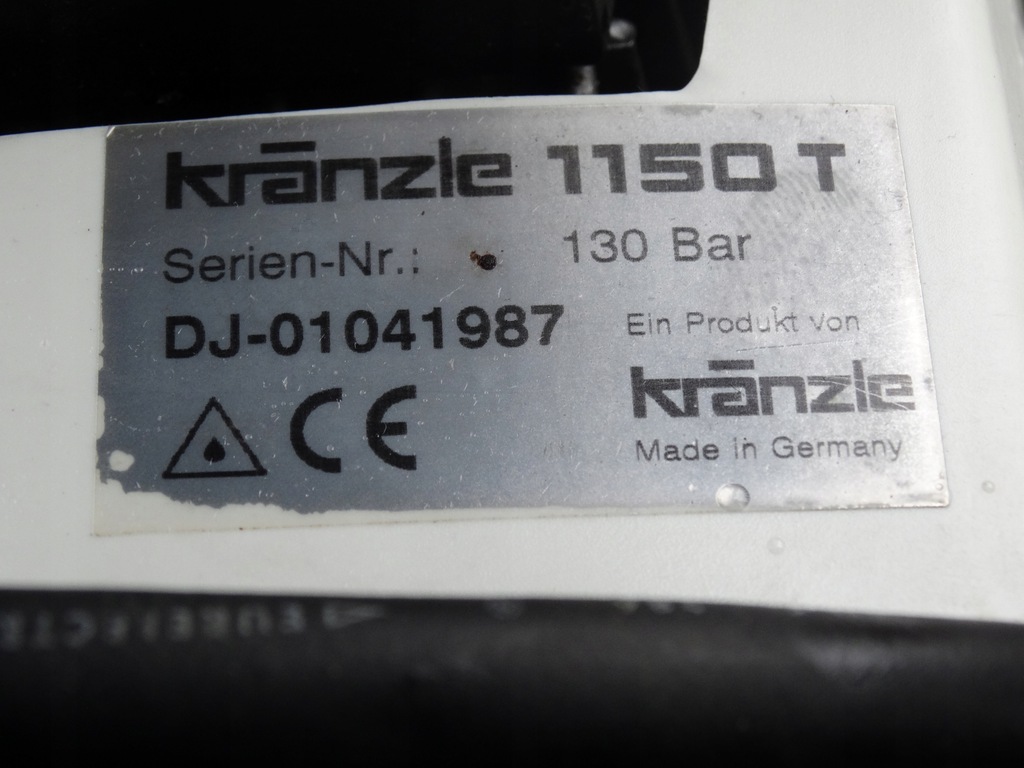 kränzle 1150 T
Serien-Nr.: 130 Bar
DJ-01041987
Ein Produkt von
kränzle
CE
Made in Germany